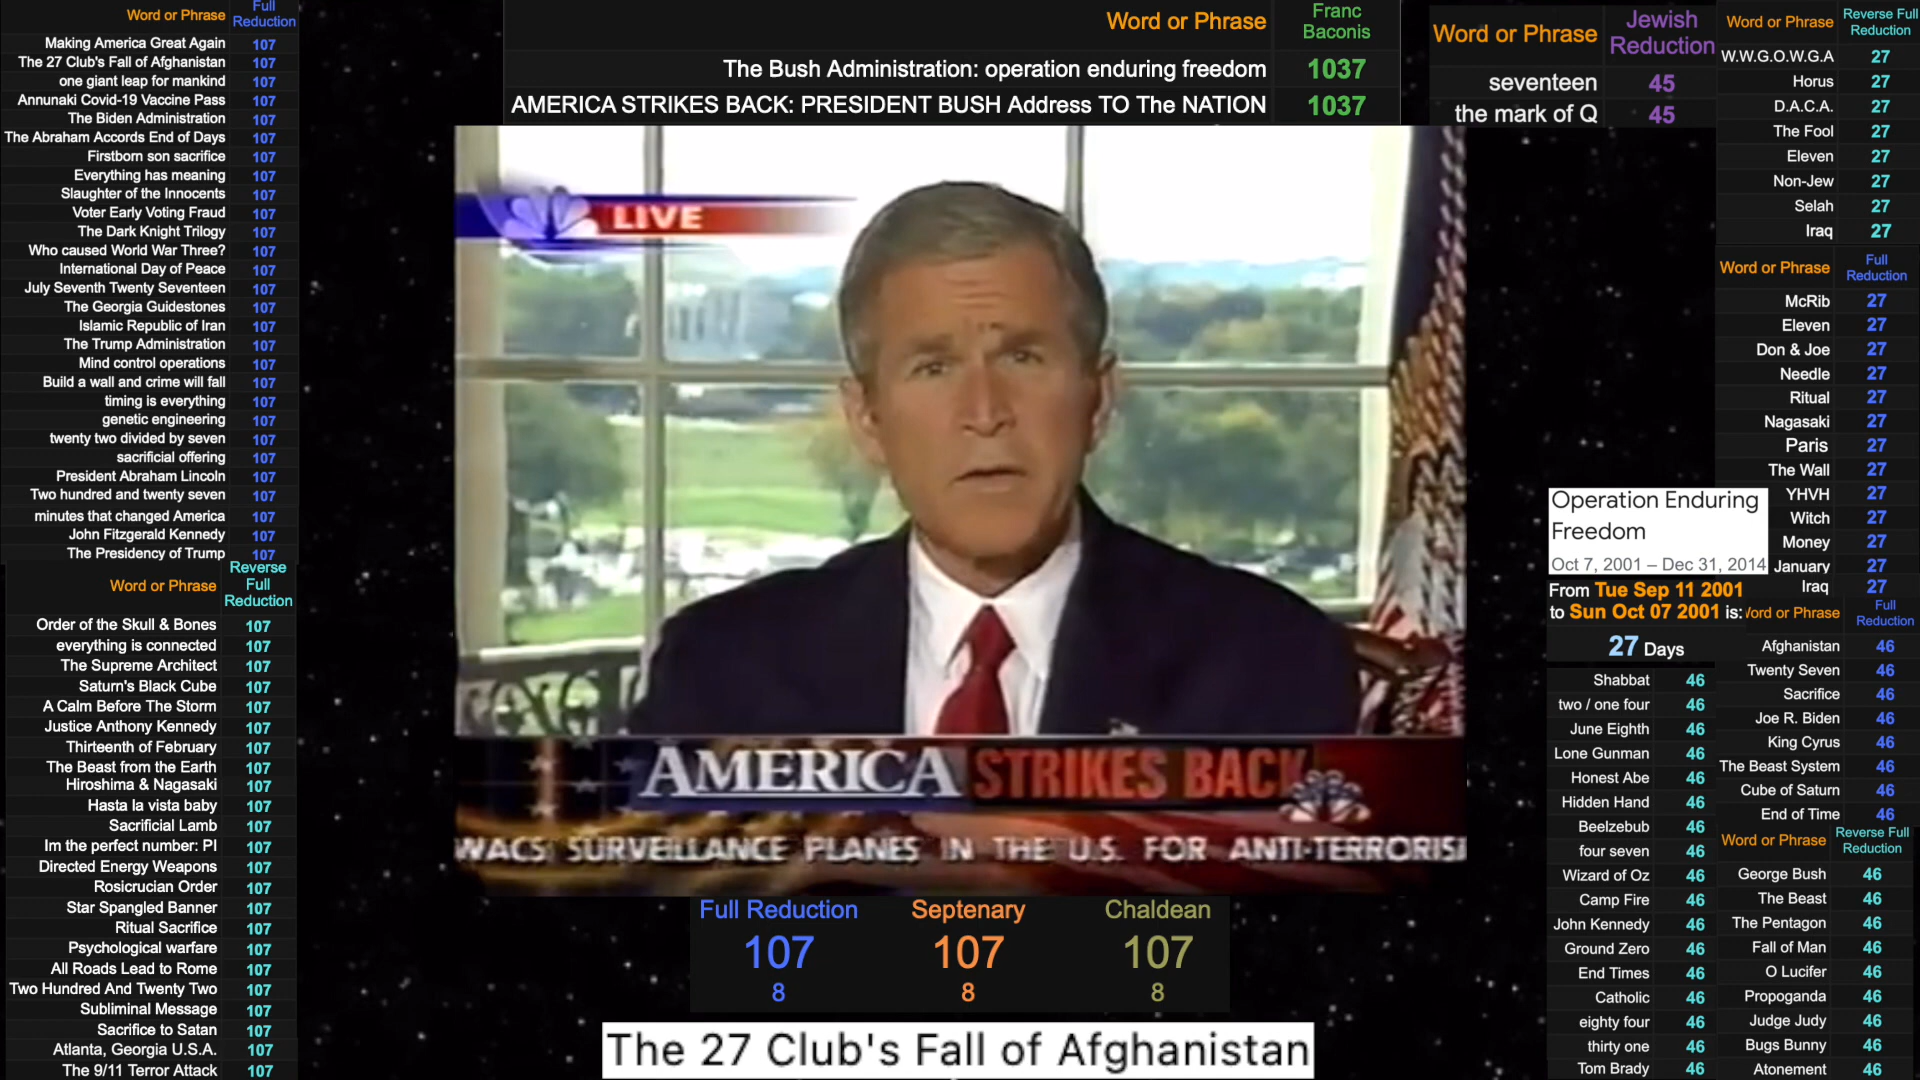 Word or Phrase Full Reduction
Making America Great Again 107
The 27 Club's Fall of Afghanistan 107
one giant leap for mankind 107
Annunaki Covid-19 Vaccine Pass 107
The Biden Administration 107
The Abraham Accords End of Days 107
Firstborn son sacrifice 107
Everything has meaning 107
Slaughter of the Innocents 107
Voter Early Voting Fraud 107
The Dark Knight Trilogy 107
Who caused World War Three? 107
International Day of Peace 107
July Seventh Twenty Seventeen 107
The Georgia Guidestones 107
Islamic Republic of Iran 107
The Trump Administration 107
Mind control operations 107
Build a wall and crime will fall 107
timing is everything 107
genetic engineering 107
twenty two divided by seven 107
sacrificial offering 107
President Abraham Lincoln 107
Two hundred and twenty seven 107
minutes that changed America 107
John Fitzgerald Kennedy 107
The Presidency of Trump 107
Word or Phrase Reverse Full Reduction
Order of the Skull & Bones 107
everything is connected 107
The Supreme Architect 107
Saturn's Black Cube 107
A Calm Before The Storm 107
Justice Anthony Kennedy 107
Thirteenth of February 107
The Beast from the Earth 107
Hiroshima & Nagasaki 107
Hasta la vista baby 107
Sacrificial Lamb 107
Im the perfect number: PI 107
Directed Energy Weapons 107
Rosicrucian Order 107
Star Spangled Banner 107
Ritual Sacrifice 107
Psychological warfare 107
All Roads Lead to Rome 107
Two Hundred And Twenty Two 107
Subliminal Message 107
Sacrifice to Satan 107
Atlanta, Georgia U.S.A. 107
The 9/11 Terror Attack 107
Word or Phrase Franc Baconis
The Bush Administration: operation enduring freedom 1037
AMERICA STRIKES BACK: PRESIDENT BUSH Address TO The NATION 1037
LIVE
AMERICA STRIKES BACK
WACS SURVEILLANCE PLANES IN THE U.S. FOR ANTI-TERRORIS
Full Reduction Septenary Chaldean
107 107 107
8 8 8
The 27 Club's Fall of Afghanistan
Word or Phrase Jewish Reduction
seventeen 45
the mark of Q 45
Word or Phrase Reverse Full Reduction
W.W.G.O.W.G.A 27
Horus 27
D.A.C.A. 27
The Fool 27
Eleven 27
Non-Jew 27
Selah 27
Iraq 27
Word or Phrase Full Reduction
McRib 27
Eleven 27
Don & Joe 27
Needle 27
Ritual 27
Nagasaki 27
Paris 27
The Wall 27
YHVH 27
Witch 27
Money 27
January 27
Iraq 27
Operation Enduring
Freedom
Oct 7, 2001 – Dec 31, 2014
From Tue Sep 11 2001
to Sun Oct 07 2001 is:
27 Days
Shabbat 46
two / one four 46
June Eighth 46
Lone Gunman 46
Honest Abe 46
Hidden Hand 46
Beelzebub 46
four seven 46
Wizard of Oz 46
Camp Fire 46
John Kennedy 46
Ground Zero 46
End Times 46
Catholic 46
eighty four 46
thirty one 46
Tom Brady 46
Word or Phrase Full Reduction
Afghanistan 46
Twenty Seven 46
Sacrifice 46
Joe R. Biden 46
King Cyrus 46
The Beast System 46
Cube of Saturn 46
End of Time 46
Word or Phrase Reverse Full Reduction
George Bush 46
The Beast 46
The Pentagon 46
Fall of Man 46
O Lucifer 46
Propoganda 46
Judge Judy 46
Bugs Bunny 46
Atonement 46